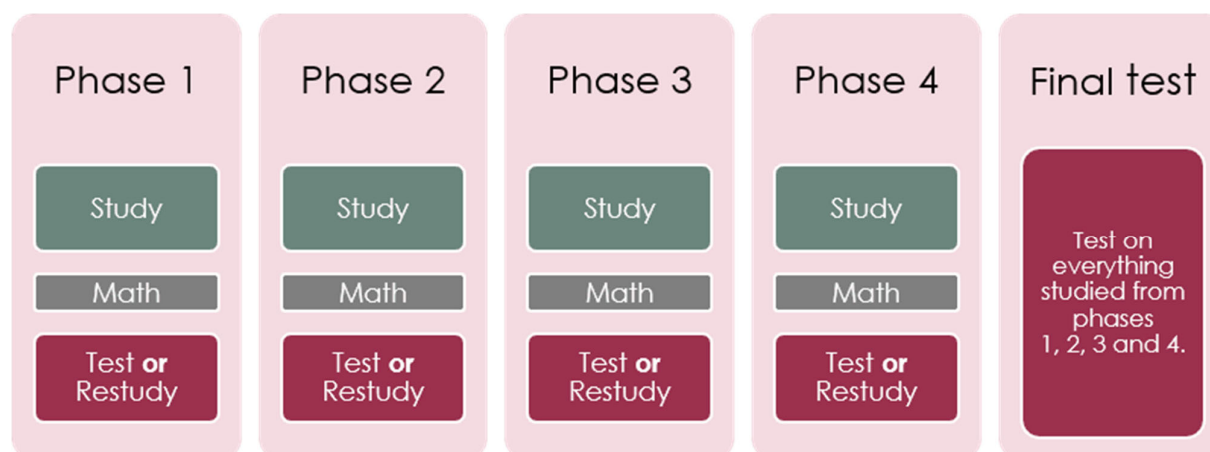 Phase 1
Study
Math
Test or
Restudy
Phase 2
Study
Math
Test or
Restudy
Phase 3
Study
Math
Test or
Restudy
Phase 4
Study
Math
Test or
Restudy
Final test
Test on
everything
studied from
phases
1, 2, 3 and 4.